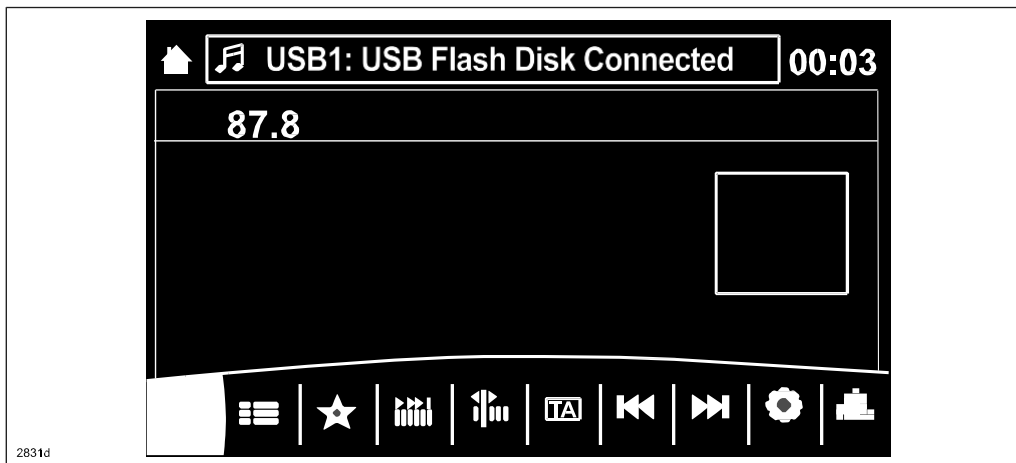 USB1: USB Flash Disk Connected
00:03
87.8
TA
2831d